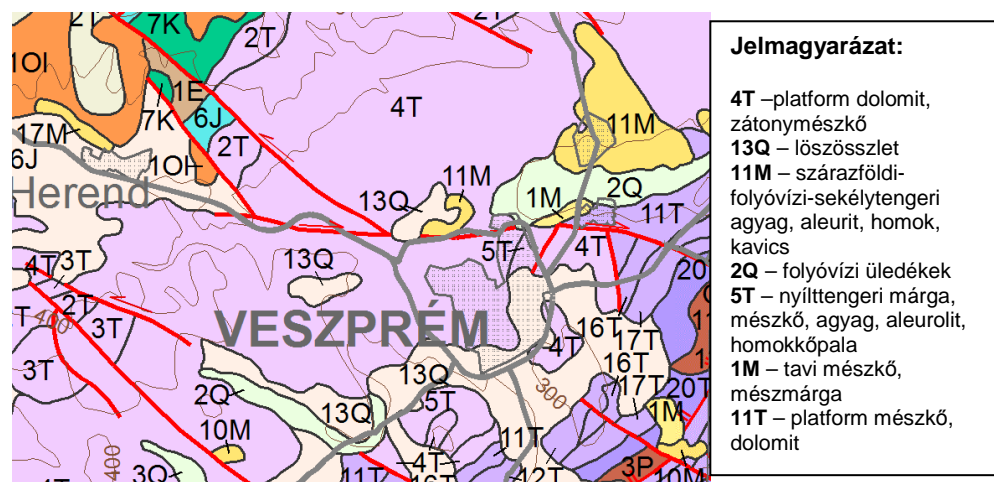 2T
7K
2T
2T
1OI
1E
4T
7K
6J
11M
17M
2T
6J
1OH
11M
Herend
13Q
1M
2Q
11T
5T
4T
13Q
20
4T
3T
2T
T
400
3T
VESZPRÉM
16T
17T
4T
16T
3T
13Q
300
17T
20T
2Q
5T
1M
13Q
10M
11T
400
3Q
4T
11T
12T
3P
10M
16T
Jelmagyarázat:
4T –platform dolomit,
zátonymészkő
13Q – löszösszlet
11M – szárazföldi-
folyóvízi-sekélytengeri
agyag, aleurit, homok,
kavics
2Q – folyóvízi üledékek
5T – nyílttengeri márga,
mészkő, agyag, aleurolit,
homokkőpala
1M – tavi mészkő,
mészmárga
11T – platform mészkő,
dolomit